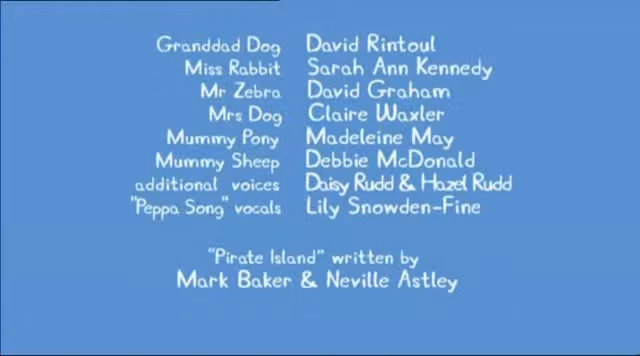 Granddad Dog David Rintoul
Miss Rabbit Sarah Ann Kennedy
Mr Zebra David Graham
Mrs Dog Claire Waxler
Mummy Pony Madeleine May
Mummy Sheep Debbie McDonald
additional voices Daisy Rudd & Hazel Rudd
"Peppa Song" vocals Lily Snowden-Fine
"Pirate Island" written by
Mark Baker & Neville Astley